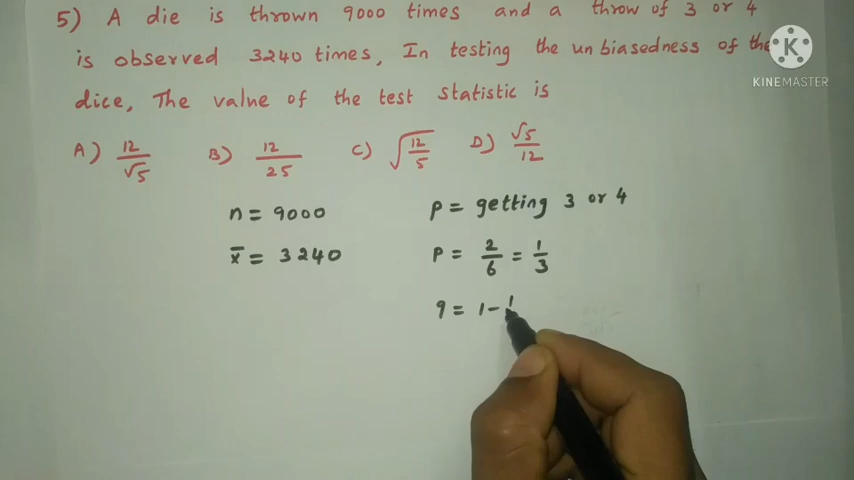 5) A die is thrown 9000 times and a throw of 3 or 4
is observed 3240 times, In testing the unbiasedness of the
dice, The value of the test statistic is
A) 12/√5 B) 12/25 C) √(12/5) D) √5/12
n = 9000 P = getting 3 or 4
x̄ = 3240 P = 2/6 = 1/3
q = 1 - 1
K
KINEMASTER